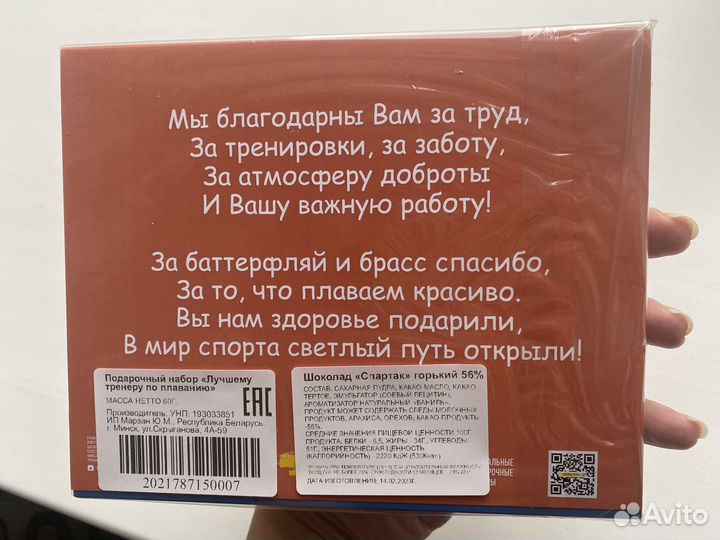 Мы благодарны Вам за труд,
За тренировки, за заботу,
За атмосферу доброты
И Вашу важную работу!
За баттерфляй и брасс спасибо,
За то, что плаваем красиво.
Вы нам здоровье подарили,
В мир спорта светлый путь открыли!
Подарочный набор «Лучшему
тренеру по плаванию»
МАССА НЕТТО 60Г.
EAC
Производитель: УНП: 193033851
ИП Марзан Ю.М., Республика Беларусь.
г. Минск, ул.Скрыганова, 4А-59
2021787150007
Шоколад «Спартак» горький 56%
СОСТАВ: САХАРНАЯ ПУДРА, КАКАО-МАСЛО, КАКАО
ТЕРТОЕ, ЭМУЛЬГАТОР (СОЕВЫЙ ЛЕЦИТИН),
АРОМАТИЗАТОР НАТУРАЛЬНЫЙ «ВАНИЛЬ».
ПРОДУКТ МОЖЕТ СОДЕРЖАТЬ СЛЕДЫ МОЛОЧНЫХ
ПРОДУКТОВ, АРАХИСА, ОРЕХОВ, КАКАО-ПРОДУКТЬ
-56%.
СРЕДНИЕ ЗНАЧЕНИЯ ПИЩЕВОЙ ЦЕННОСТИ 100Г
ПРОДУКТА: БЕЛКИ - 6,5, ЖИРЫ - 34Г, УГЛЕВОДЫ
51Г, ЭНЕРГЕТИЧЕСКАЯ ЦЕННОСТЬ
(КАЛОРИЙНОСТЬ) - 2220 КДЖ (530Ккал)
ДАТА ИЗГОТОВЛЕНИЯ: 14.02.2023Г.
Avito